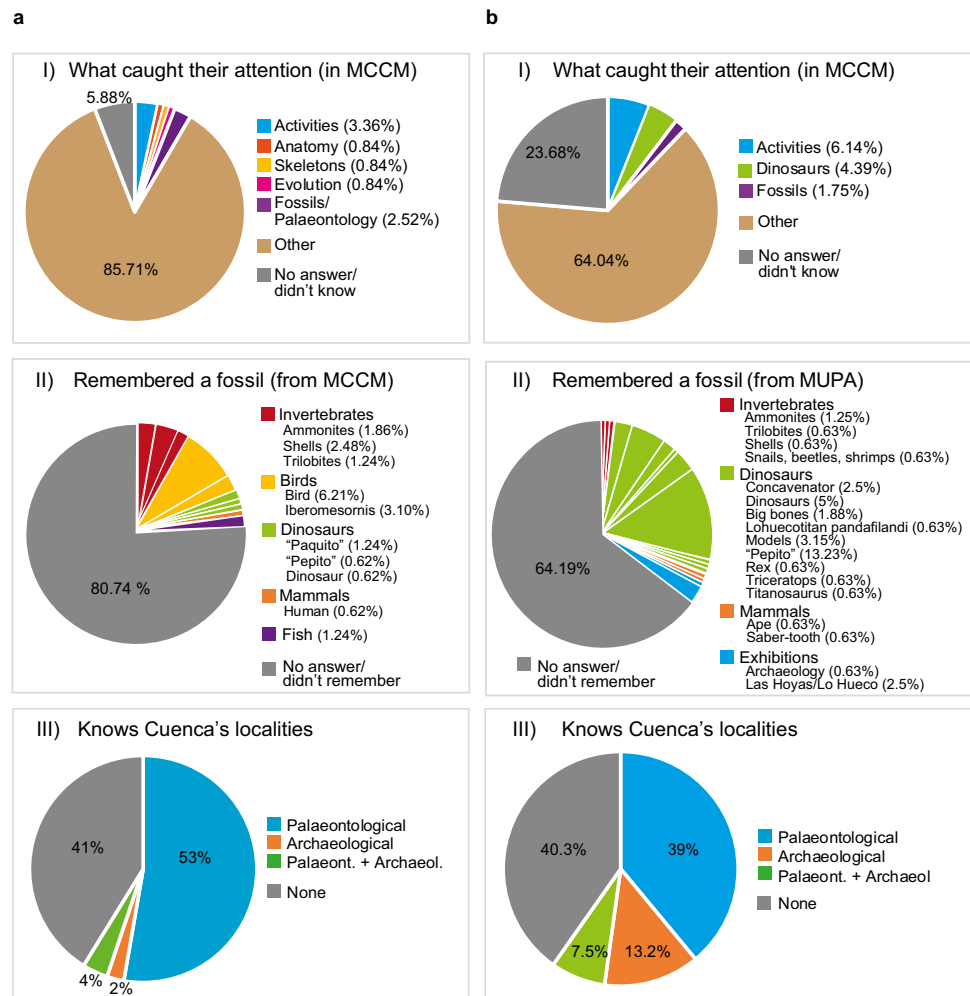 a
I) What caught their attention (in MCCM)
5.88%
85.71%
Activities (3.36%)
Anatomy (0.84%)
Skeletons (0.84%)
Evolution (0.84%)
Fossils/
Palaeontology (2.52%)
Other
No answer/
didn't know
II) Remembered a fossil (from MCCM)
80.74 %
Invertebrates
Ammonites (1.86%)
Shells (2.48%)
Trilobites (1.24%)
Birds
Bird (6.21%)
Iberomesornis (3.10%)
Dinosaurs
“Paquito” (1.24%)
“Pepito” (0.62%)
Dinosaur (0.62%)
Mammals
Human (0.62%)
Fish (1.24%)
No answer/
didn't remember
III) Knows Cuenca's localities
41%
53%
4%
2%
Palaeontological
Archaeological
Palaeont. + Archaeol.
None
b
I) What caught their attention (in MCCM)
23.68%
64.04%
Activities (6.14%)
Dinosaurs (4.39%)
Fossils (1.75%)
Other
No answer/
didn't know
II) Remembered a fossil (from MUPA)
64.19%
No answer/
didn't remember
Invertebrates
Ammonites (1.25%)
Trilobites (0.63%)
Shells (0.63%)
Snails, beetles, shrimps (0.63%)
Dinosaurs
Concavenator (2.5%)
Dinosaurs (5%)
Big bones (1.88%)
Lohuecotitan pandafilandi (0.63%)
Models (3.15%)
“Pepito” (13.23%)
Rex (0.63%)
Triceratops (0.63%)
Titanosaurus (0.63%)
Mammals
Ape (0.63%)
Saber-tooth (0.63%)
Exhibitions
Archaeology (0.63%)
Las Hoyas/Lo Hueco (2.5%)
III) Knows Cuenca's localities
40.3%
39%
7.5%
13.2%
Palaeontological
Archaeological
Palaeont. + Archaeol
None